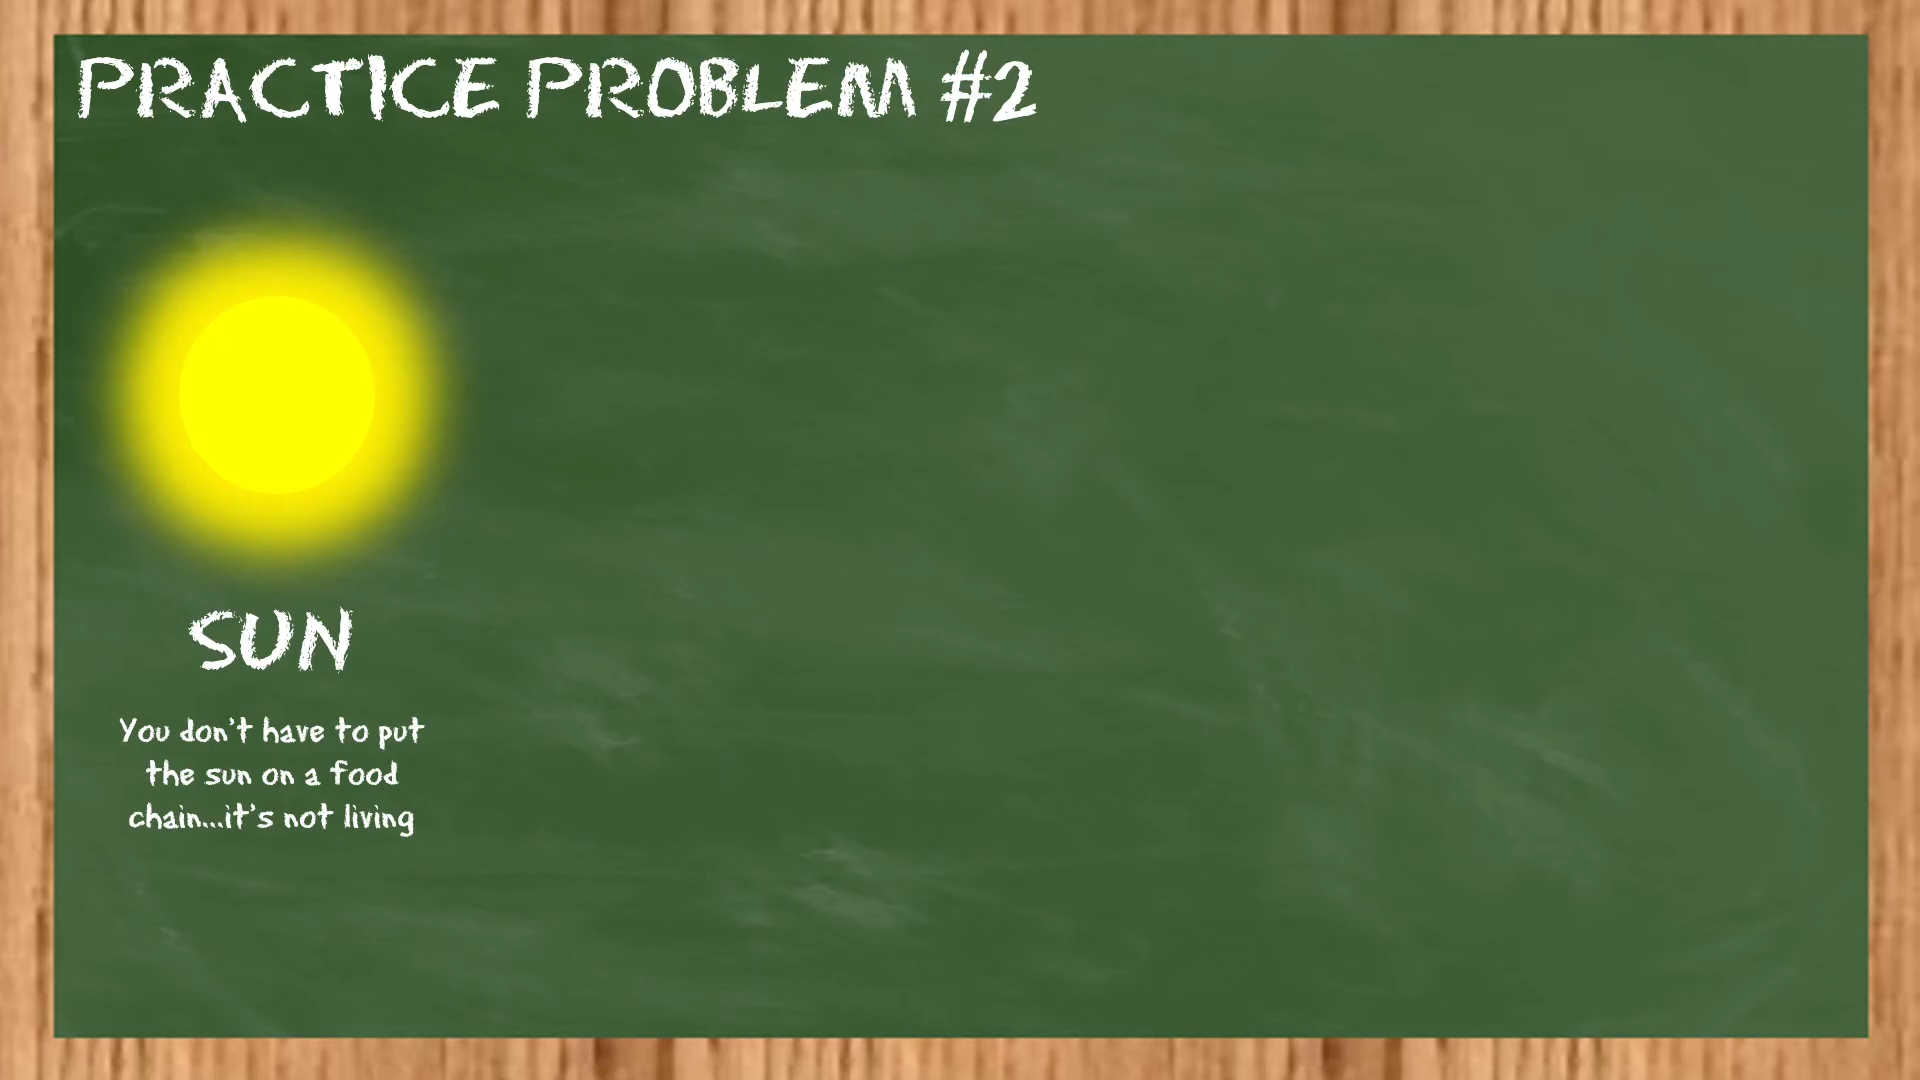 PRACTICE PROBLEM #2
SUN
You don't have to put
the sun on a food
chain...it's not living